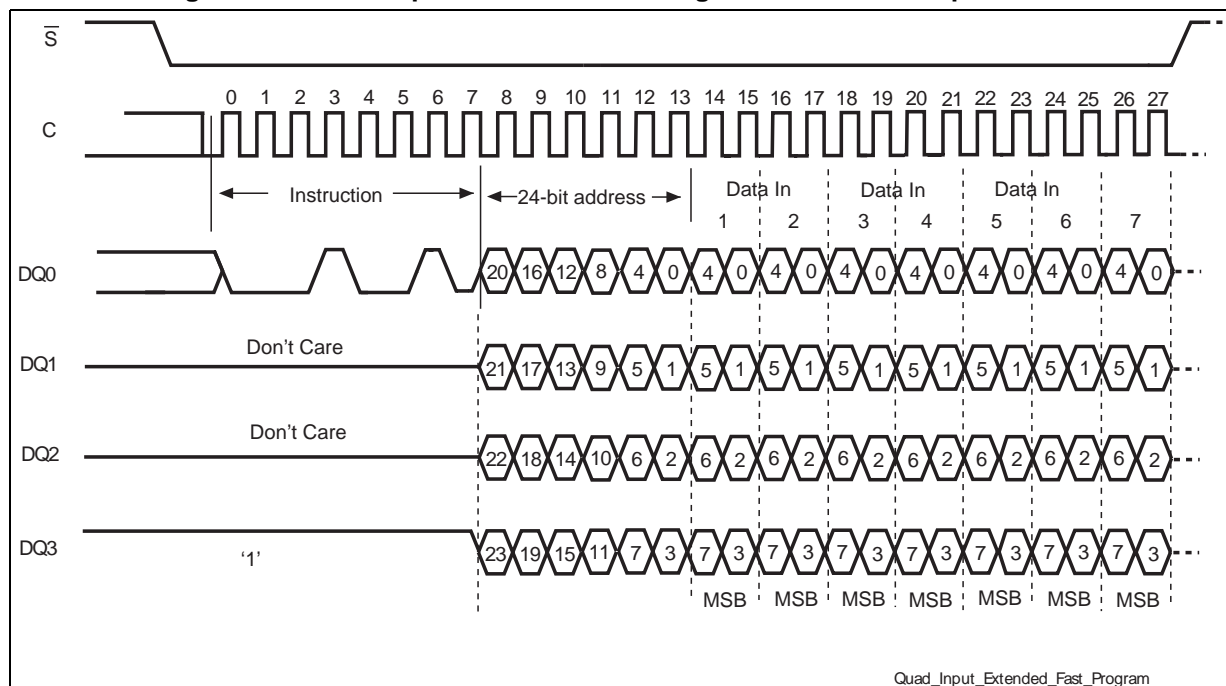 S
0 1 2 3 4 5 6 7 8 9 10 11 12 13 14 15 16 17 18 19 20 21 22 23 24 25 26 27
C
Instruction 24-bit address Data In Data In Data In
1 2 3 4 5 6 7
DQ0 20 16 12 8 4 0 4 0 4 0 4 0 4 0 4 0 4 0 4 0
Don't Care
DQ1 21 17 13 9 5 1 5 1 5 1 5 1 5 1 5 1 5 1 5 1
Don't Care
DQ2 22 18 14 10 6 2 6 2 6 2 6 2 6 2 6 2 6 2 6 2
DQ3 ‘1’ 23 19 15 11 7 3 7 3 7 3 7 3 7 3 7 3 7 3 7 3
MSB MSB MSB MSB MSB MSB MSB
Quad_Input_Extended_Fast_Program